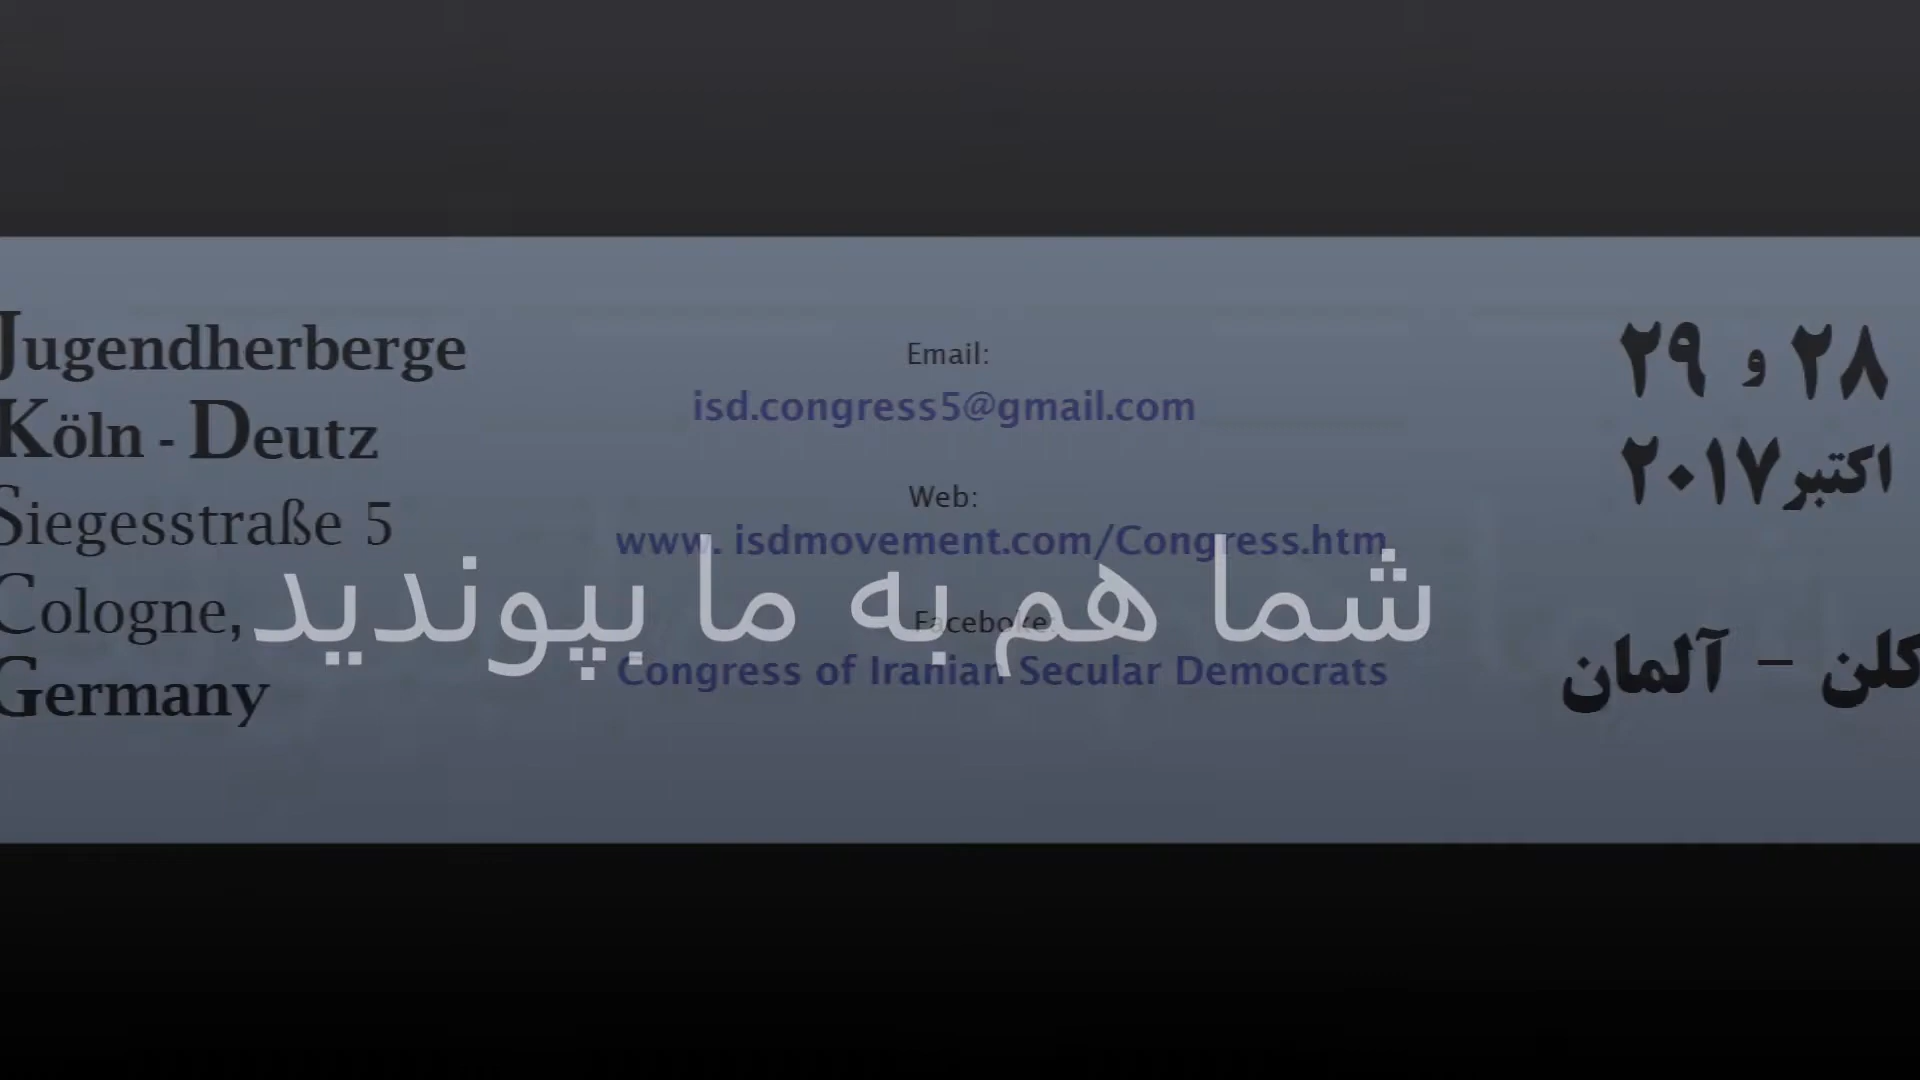 Jugendherberge
Köln - Deutz
Siegesstraße 5
Cologne,
Germany
Email:
isd.congress5@gmail.com
Web:
www. isdmovement.com/Congress.htm
Faceboke:
Congress of Iranian Secular Democrats
۲۸ و ۲۹
اکتبر۲۰۱۷
کلن – آلمان
شما هم به ما بپوندید